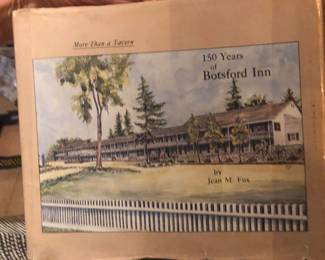 More Than a Tavern
150 Years
of
Botsford Inn
by
Jean M. Fox